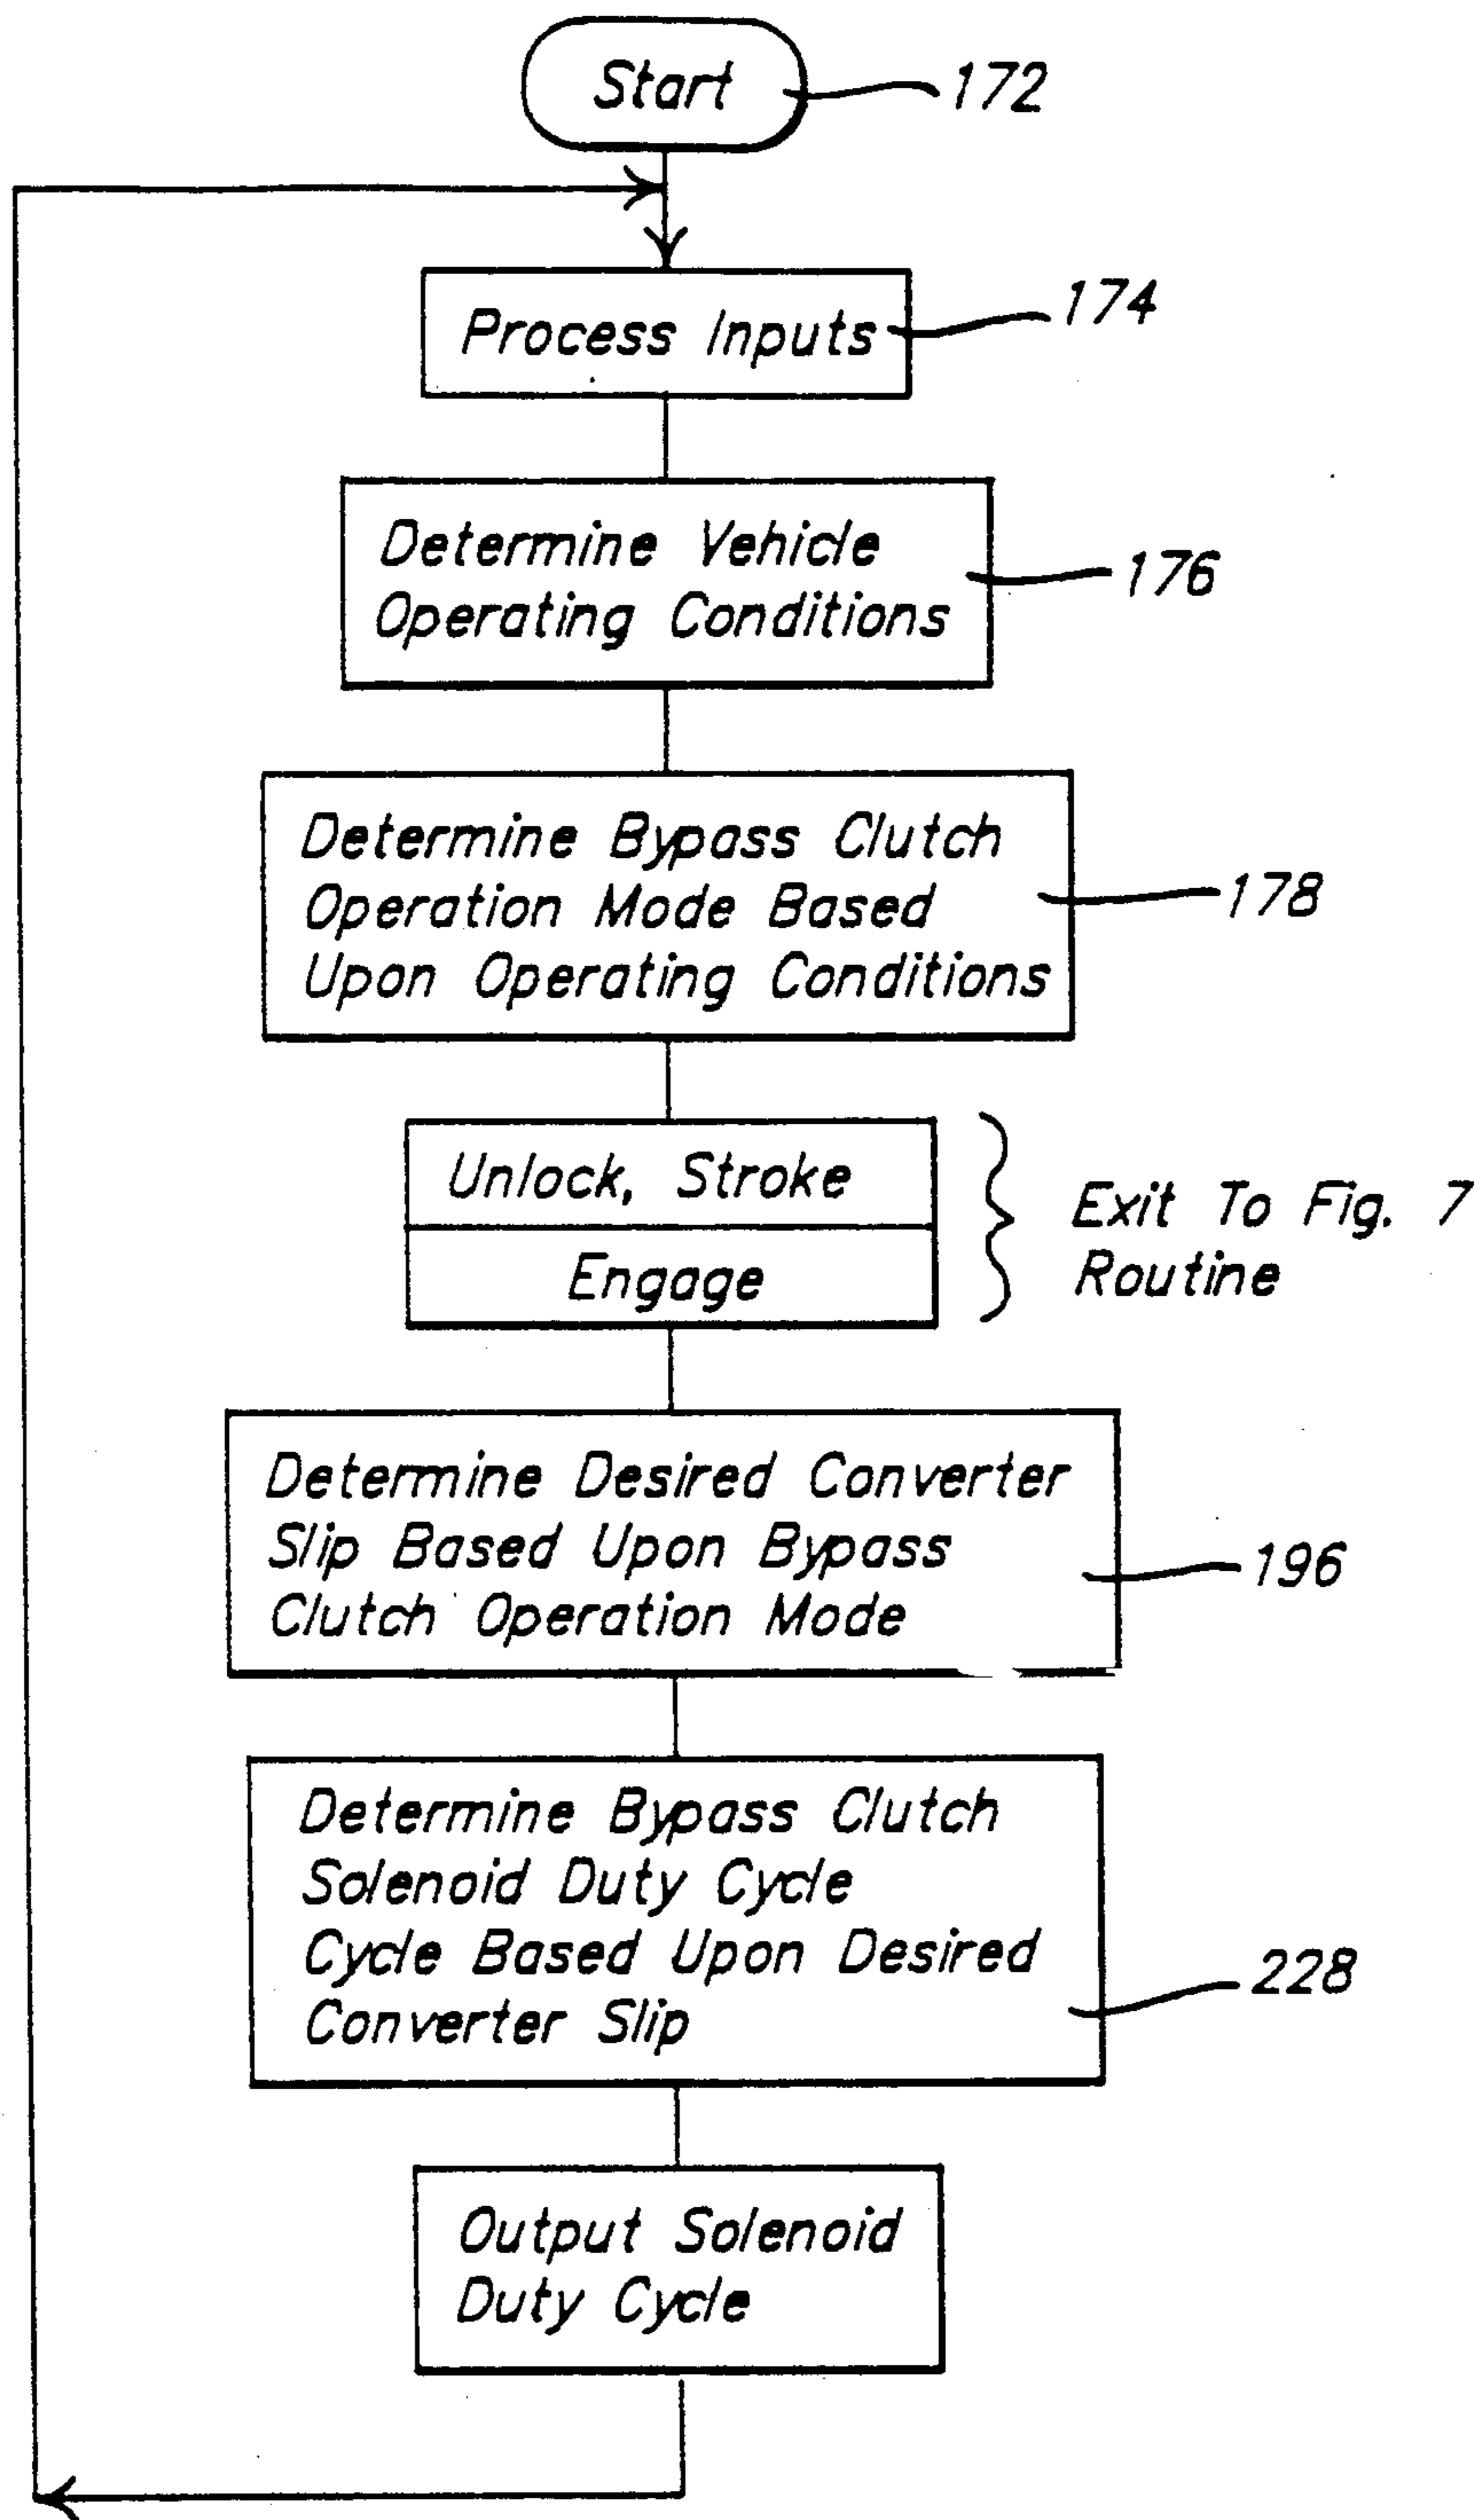 Start
172
Process Inputs
174
Determine Vehicle
Operating Conditions
176
Determine Bypass Clutch
Operation Mode Based
Upon Operating Conditions
178
Unlock, Stroke
Engage
Exit To Fig. 7
Routine
Determine Desired Converter
Slip Based Upon Bypass
Clutch Operation Mode
196
Determine Bypass Clutch
Solenoid Duty Cycle
Cycle Based Upon Desired
Converter Slip
228
Output Solenoid
Duty Cycle